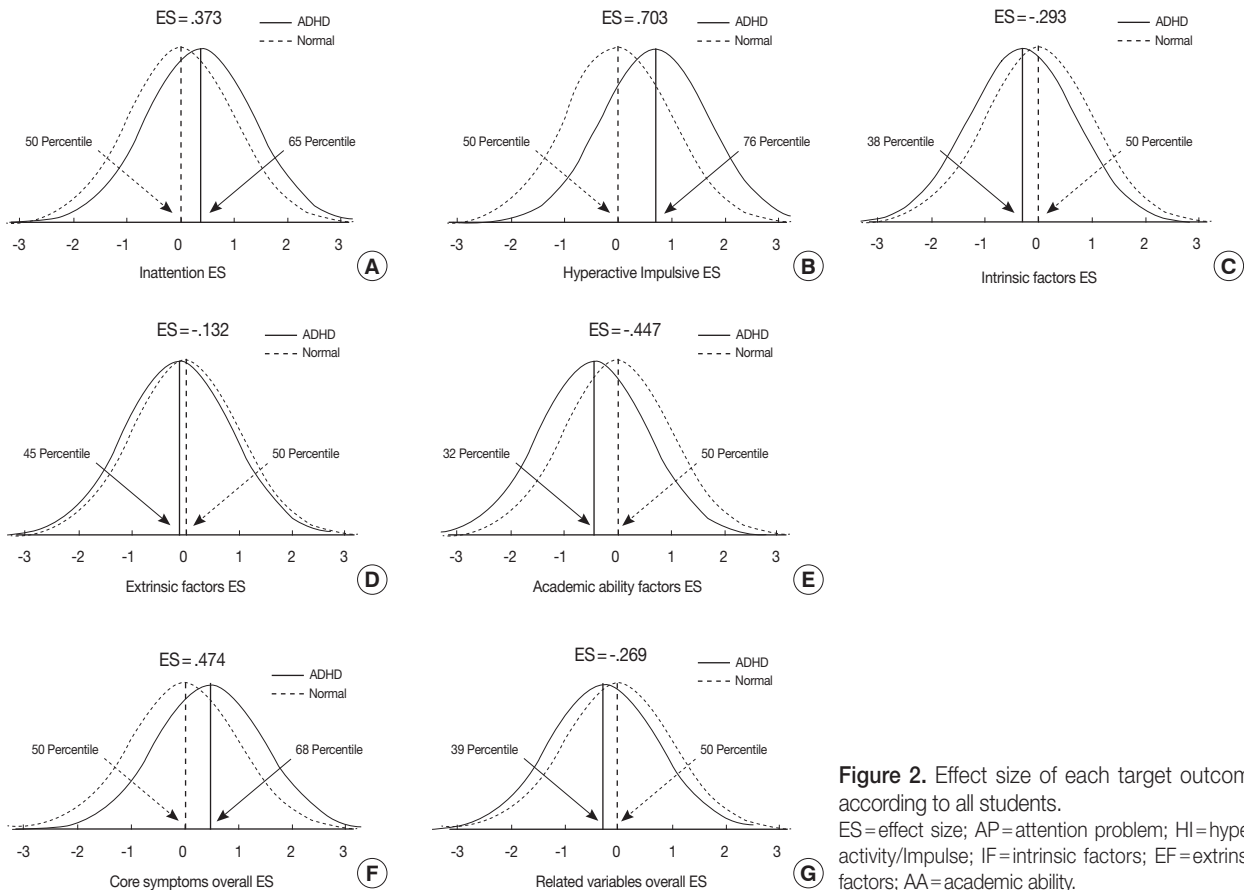 ES=.373
ADHD
Normal
50 Percentile
65 Percentile
-3 -2 -1 0 1 2 3
Inattention ES
A
ES=.703
ADHD
Normal
50 Percentile
76 Percentile
-3 -2 -1 0 1 2 3
Hyperactive Impulsive ES
B
ES=-.293
ADHD
Normal
38 Percentile
50 Percentile
-3 -2 -1 0 1 2 3
Intrinsic factors ES
C
ES=-.132
ADHD
Normal
45 Percentile
50 Percentile
-3 -2 -1 0 1 2 3
Extrinsic factors ES
D
ES=-.447
ADHD
Normal
32 Percentile
50 Percentile
-3 -2 -1 0 1 2 3
Academic ability factors ES
E
ES=.474
ADHD
Normal
50 Percentile
68 Percentile
-3 -2 -1 0 1 2 3
Core symptoms overall ES
F
ES=-.269
ADHD
Normal
39 Percentile
50 Percentile
-3 -2 -1 0 1 2 3
Related variables overall ES
G
Figure 2. Effect size of each target outcom
according to all students.
ES=effect size; AP=attention problem; HI=hype
activity/Impulse; IF=intrinsic factors; EF=extrins
factors; AA=academic ability.